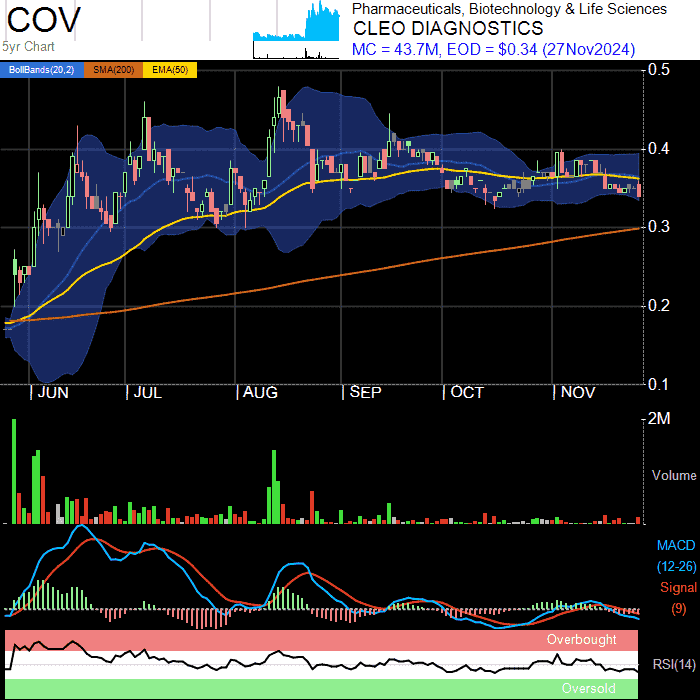 COV
5yr Chart
Pharmaceuticals, Biotechnology & Life Sciences
CLEO DIAGNOSTICS
MC = 43.7M, EOD = $0.34 (27Nov2024)
BollBands(20,2) SMA(200) EMA(50)
0.5
0.4
0.3
0.2
0.1
JUN JUL AUG SEP OCT NOV
2M
Volume
MACD
(12-26)
Signal
(9)
Overbought
RSI(14)
Oversold